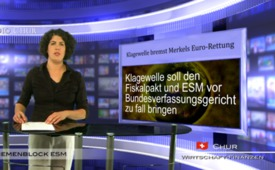 Klagewelle bremst Merkels Euro-Rettung
Klagewelle soll den
Fiskalpakt und ESM vor
Bundesverfassungsgericht
zu fall bringen
EMENBLOCK ESM
Chur
Wirtschaft/Finanzen